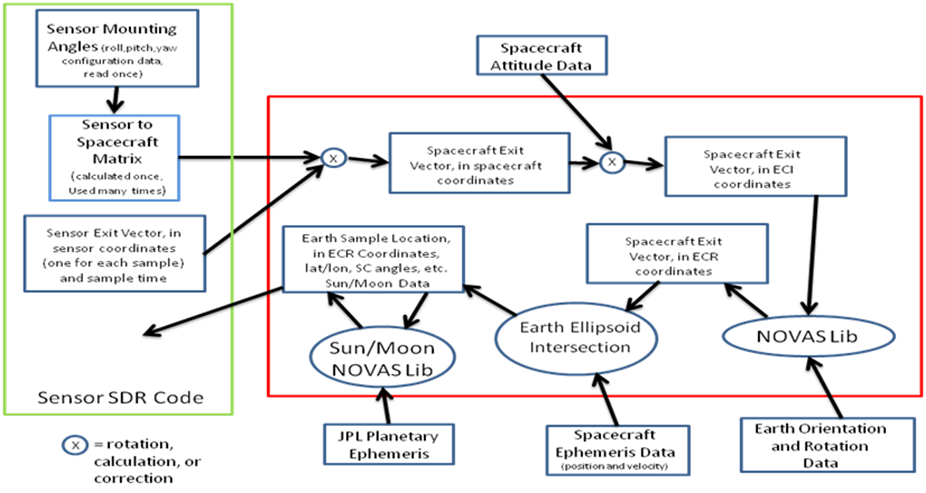 Sensor Mounting
Angles (roll,pitch,yaw
configuration data,
read once)
Spacecraft
Attitude Data
Sensor to
Spacecraft
Matrix
(calculated once,
Used many times)
X
Spacecraft Exit
Vector, in spacecraft
coordinates
X
Spacecraft Exit
Vector, in ECI
coordinates
Sensor Exit Vector, in
sensor coordinates
(one for each sample)
and sample time
Earth Sample Location,
in ECR Coordinates,
lat/lon, SC angles, etc.
Sun/Moon Data
Spacecraft Exit
Vector, in ECR
coordinates
Sun/Moon
NOVAS Lib
Earth Ellipsoid
Intersection
NOVAS Lib
Sensor SDR Code
X
= rotation,
calculation, or
correction
JPL Planetary
Ephemeris
Spacecraft
Ephemeris Data
(position and velocity)
Earth Orientation
and Rotation
Data